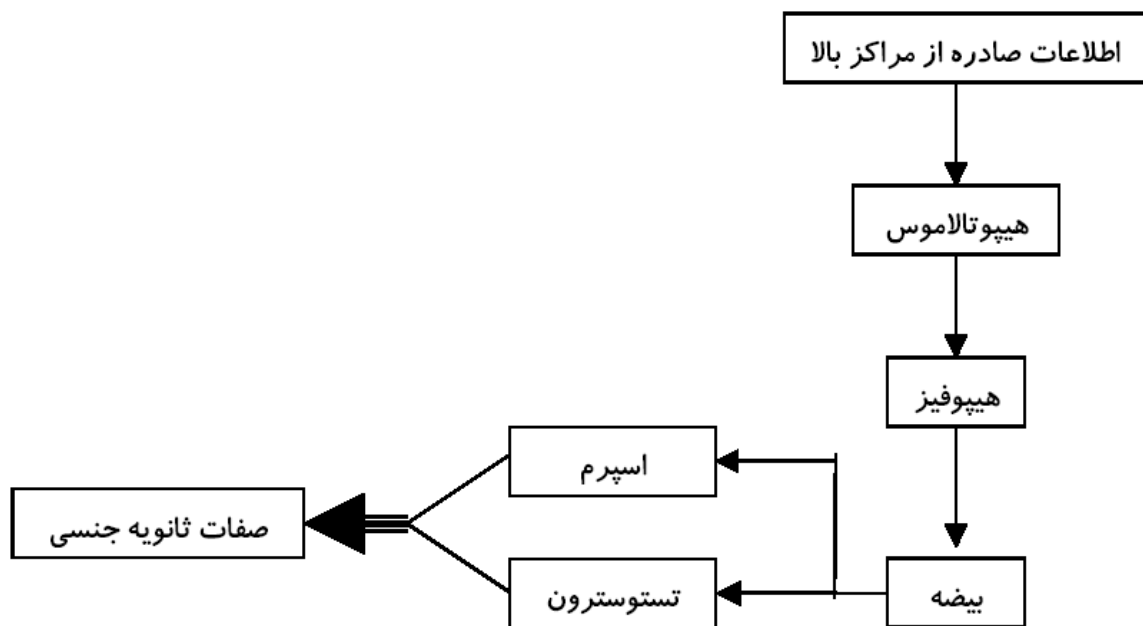 اطلاعات صادره از مراکز بالا
هیپوتالاموس
هیپوفیز
اسپرم
صفات ثانویه جنسی
تستوسترون
بیضه